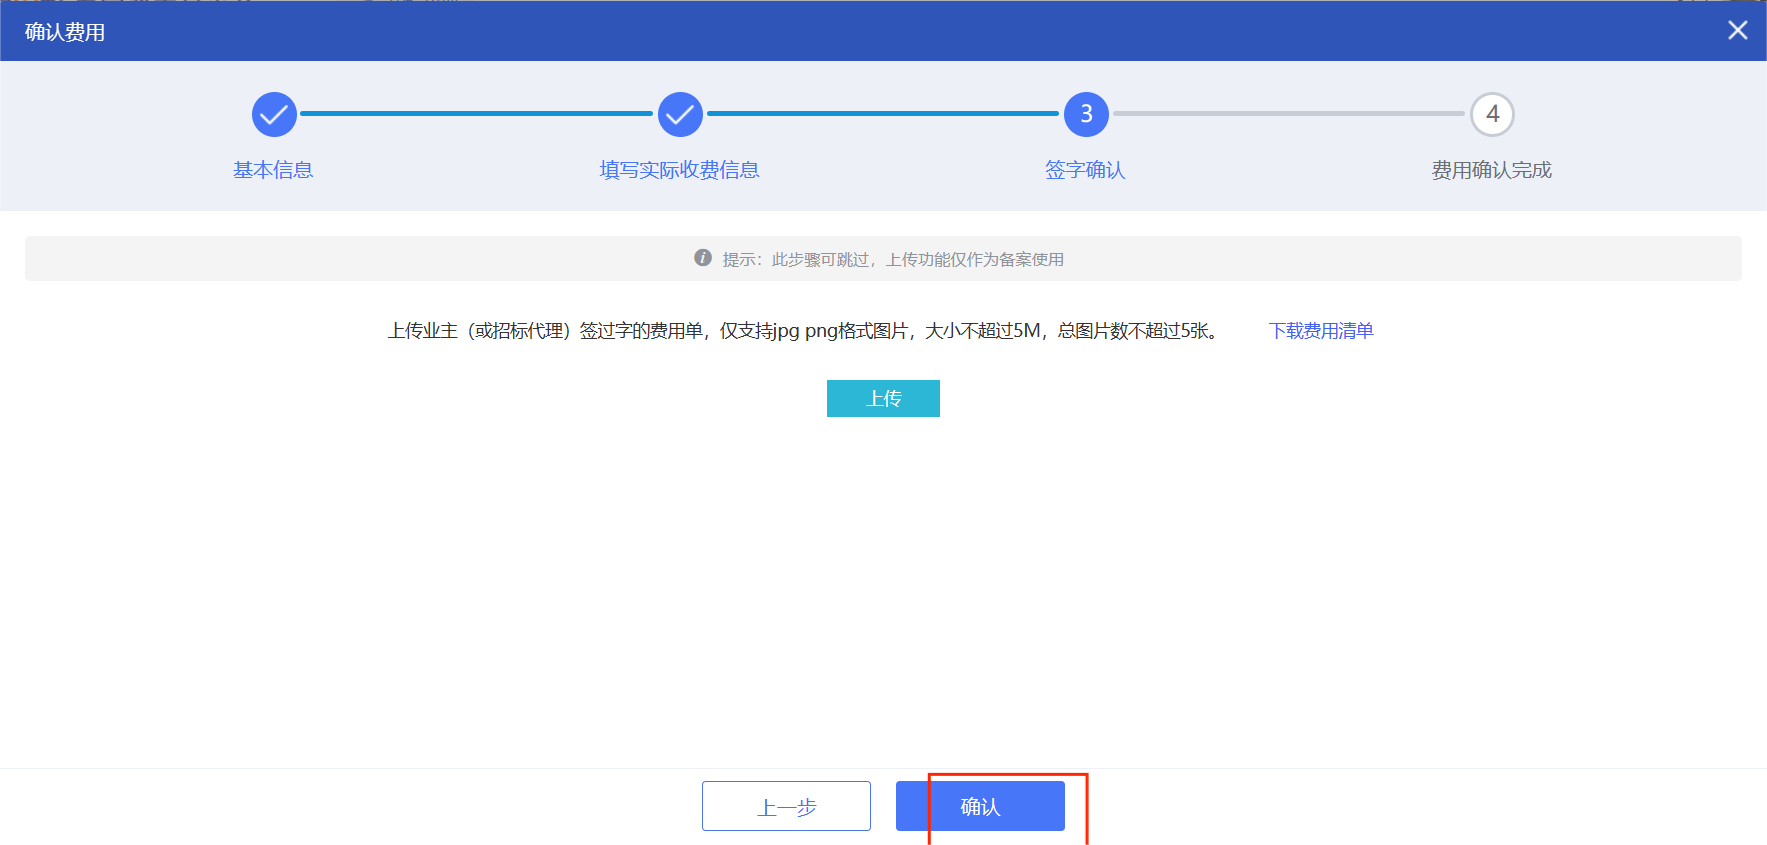 确认费用
3
4
基本信息
填写实际收费信息
签字确认
费用确认完成
提示：此步骤可跳过，上传功能仅作为备案使用
上传业主（或招标代理）签过字的费用单，仅支持jpg png格式图片，大小不超过5M，总图片数不超过5张。
下载费用清单
上传
上一步
确认